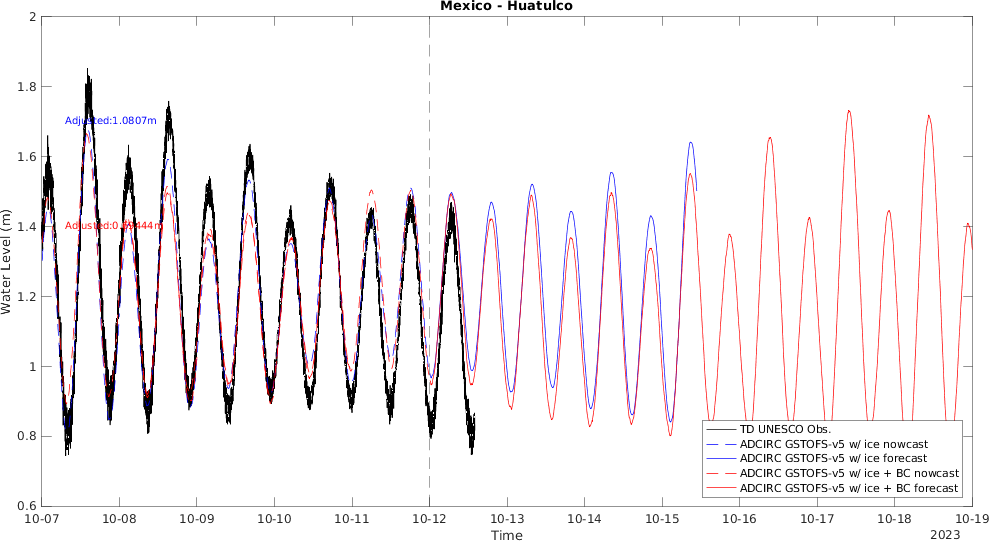 Mexico - Huatulco
2
1.8
1.6
1.4
1.2
1
0.8
0.6
Water Level (m)
Adjusted:1.0807m
TD UNESCO Obs.
ADCIRC GSTOFS-v5 w/ ice nowcast
ADCIRC GSTOFS-v5 w/ ice forecast
ADCIRC GSTOFS-v5 w/ ice + BC nowcast
ADCIRC GSTOFS-v5 w/ ice + BC forecast
10-07 10-08 10-09 10-10 10-11 10-12 10-13 10-14 10-15 10-16 10-17 10-18 10-19
Time
2023